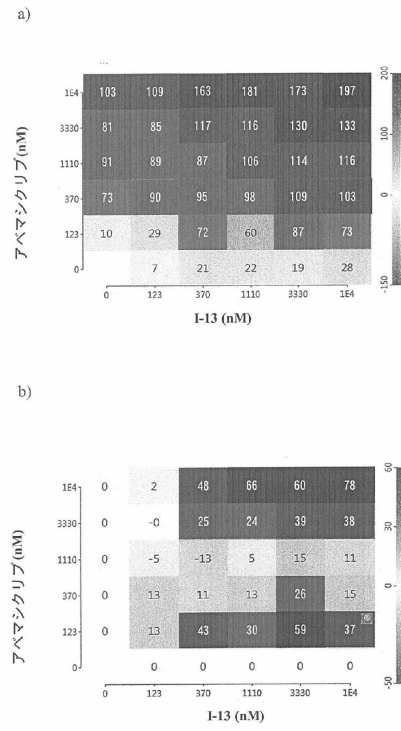 a)
...
200
1E4 103 109 163 181 173 197
3330 81 85 117 116 130 133
1110 91 89 87 106 114 116
0
370 73 90 95 98 109 103
123 10 29 72 60 87 73
0 7 21 22 19 28
-150
0 123 370 1110 3330 1E4
アベマシクリブ(nM)
I-13 (nM)
b)
60
1E4 0 2 48 66 60 78
3330 0 -0 25 24 39 38
1110 0 -5 -13 5 15 11
0
370 0 13 11 13 26 15
123 0 13 43 30 59 37
0 0 0 0 0 0
-50
0 123 370 1110 3330 1E4
アベマシクリブ(nM)
I-13 (nM)